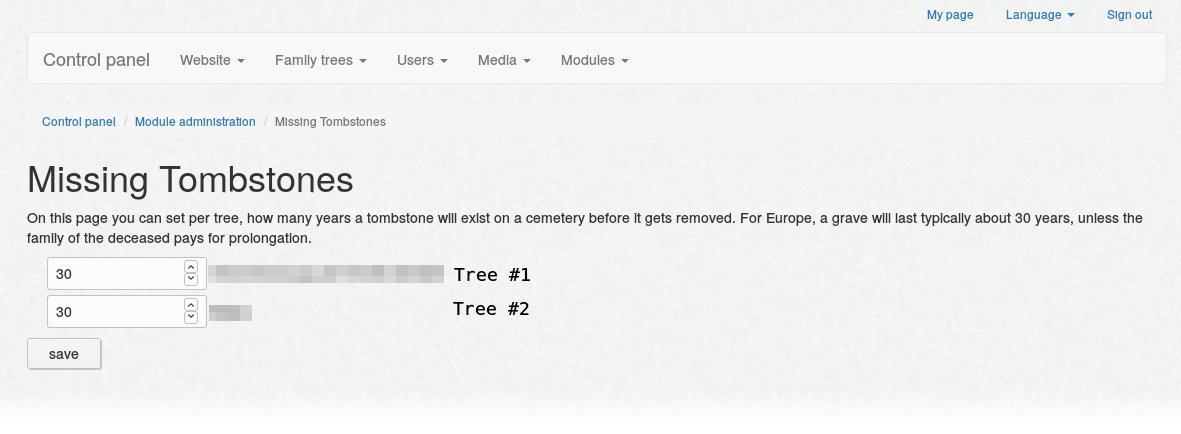 My page Language Sign out
Control panel Website Family trees Users Media Modules
Control panel / Module administration / Missing Tombstones
Missing Tombstones
On this page you can set per tree, how many years a tombstone will exist on a cemetery before it gets removed. For Europe, a grave will last typically about 30 years, unless the
family of the deceased pays for prolongation.
30 Tree #1
30 Tree #2
save